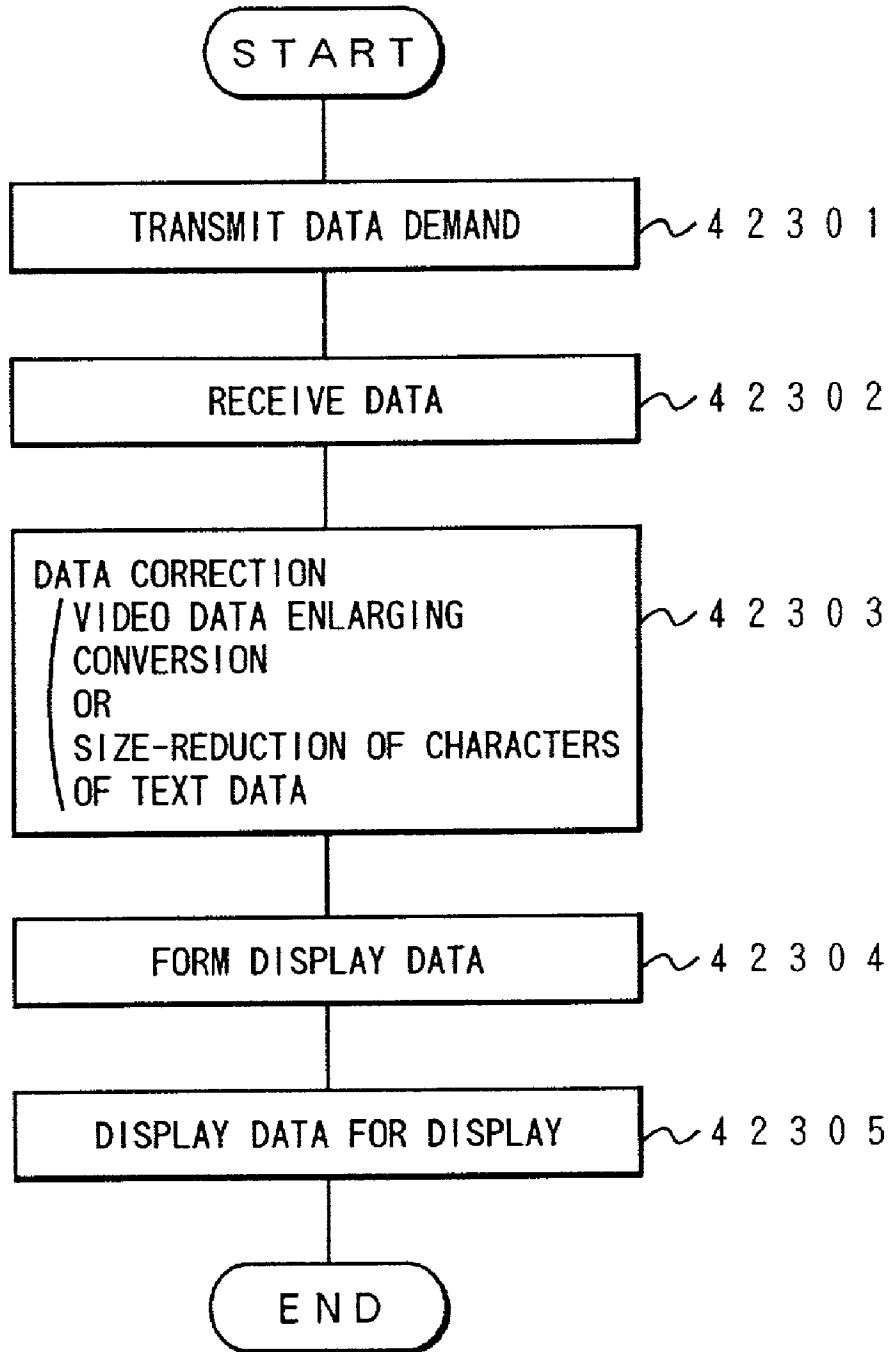 START
TRANSMIT DATA DEMAND
42301
RECEIVE DATA
42302
DATA CORRECTION
VIDEO DATA ENLARGING
CONVERSION
OR
SIZE-REDUCTION OF CHARACTERS
OF TEXT DATA
42303
FORM DISPLAY DATA
42304
DISPLAY DATA FOR DISPLAY
42305
END